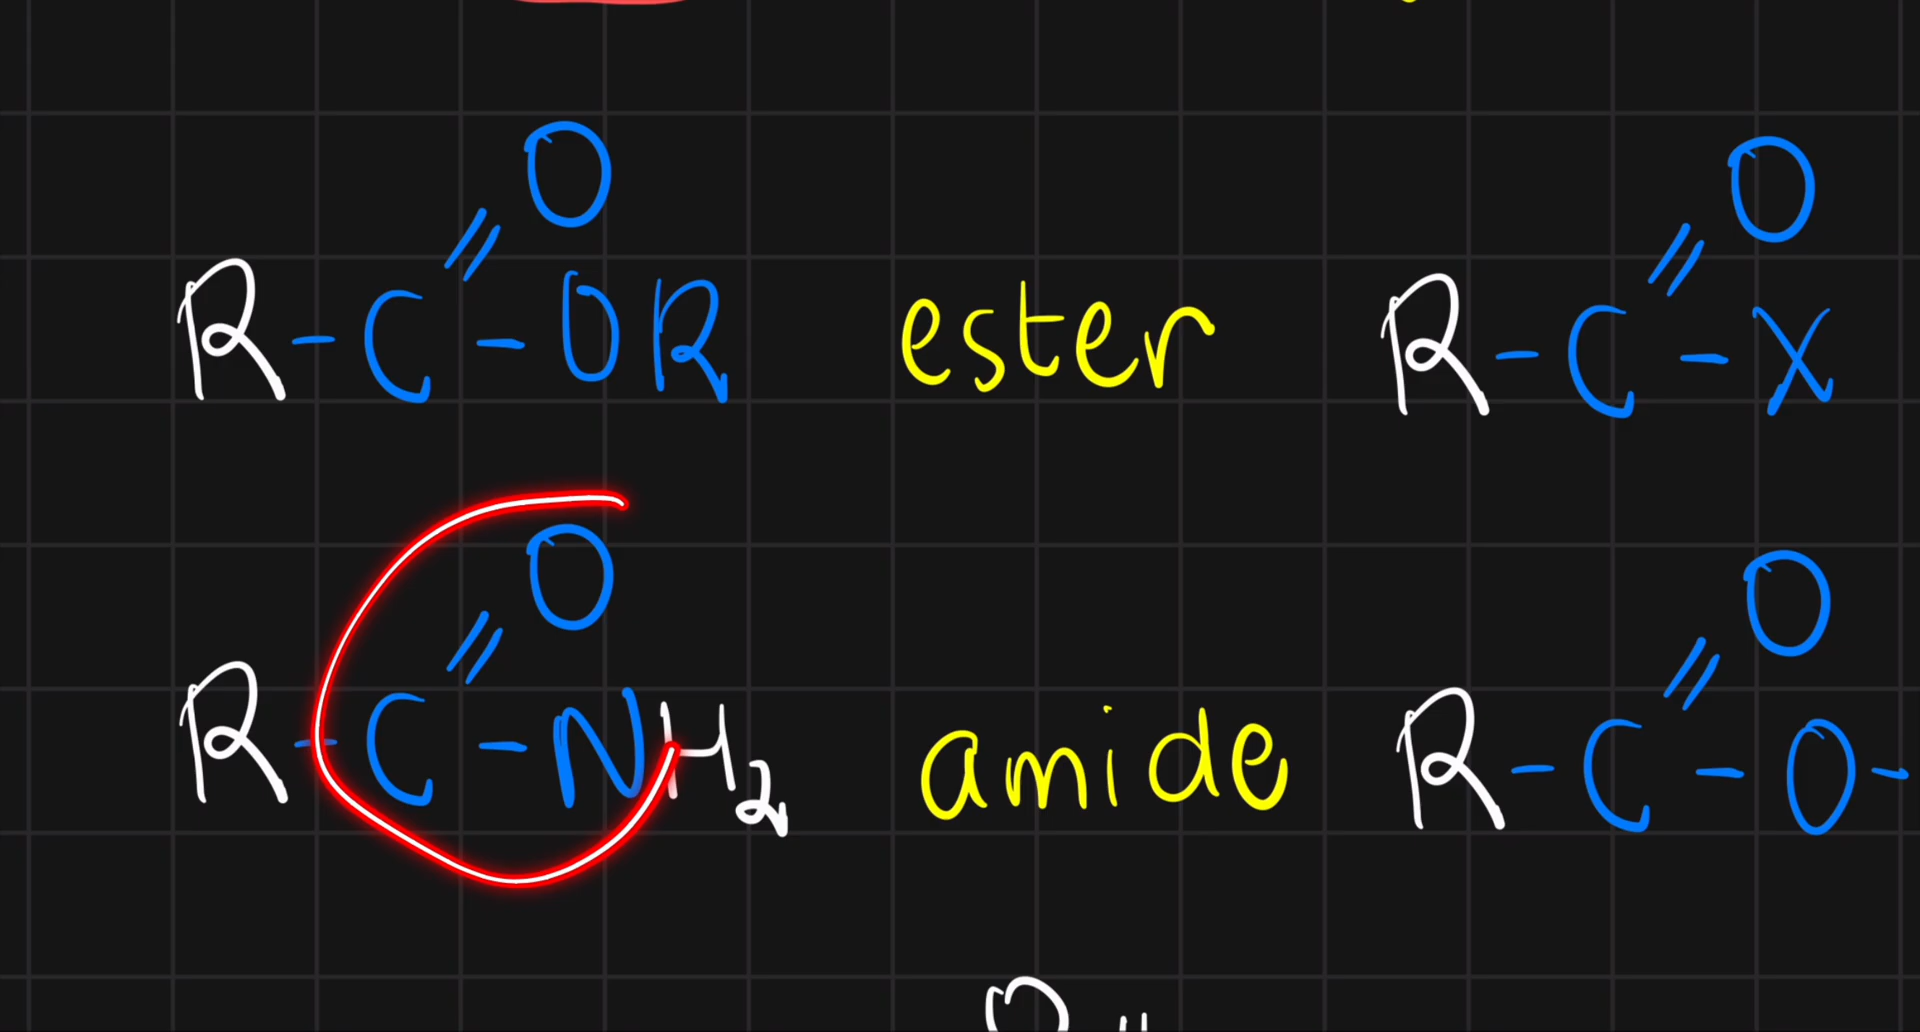 O O
R-C-OR ester R-C-X
O O
R-C-NH₂ amide R-C-O-